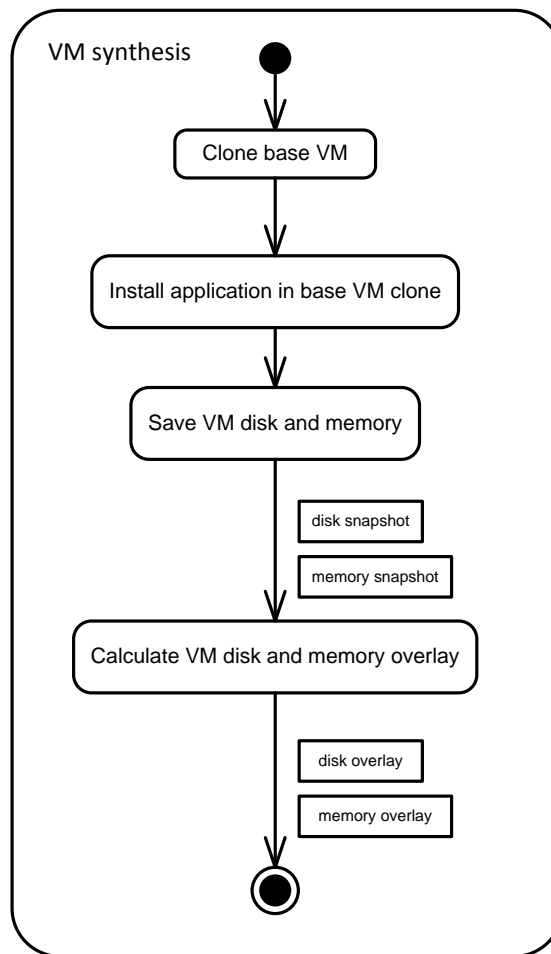 VM synthesis
Clone base VM
Install application in base VM clone
Save VM disk and memory
disk snapshot
memory snapshot
Calculate VM disk and memory overlay
disk overlay
memory overlay